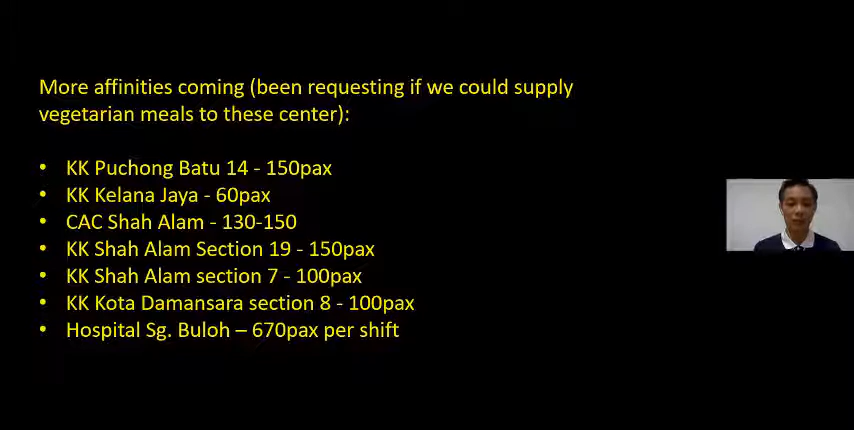 More affinities coming (been requesting if we could supply
vegetarian meals to these center):
• KK Puchong Batu 14 - 150pax
• KK Kelana Jaya - 60pax
• CAC Shah Alam - 130-150
• KK Shah Alam Section 19 - 150pax
• KK Shah Alam section 7 - 100pax
• KK Kota Damansara section 8 - 100pax
• Hospital Sg. Buloh – 670pax per shift